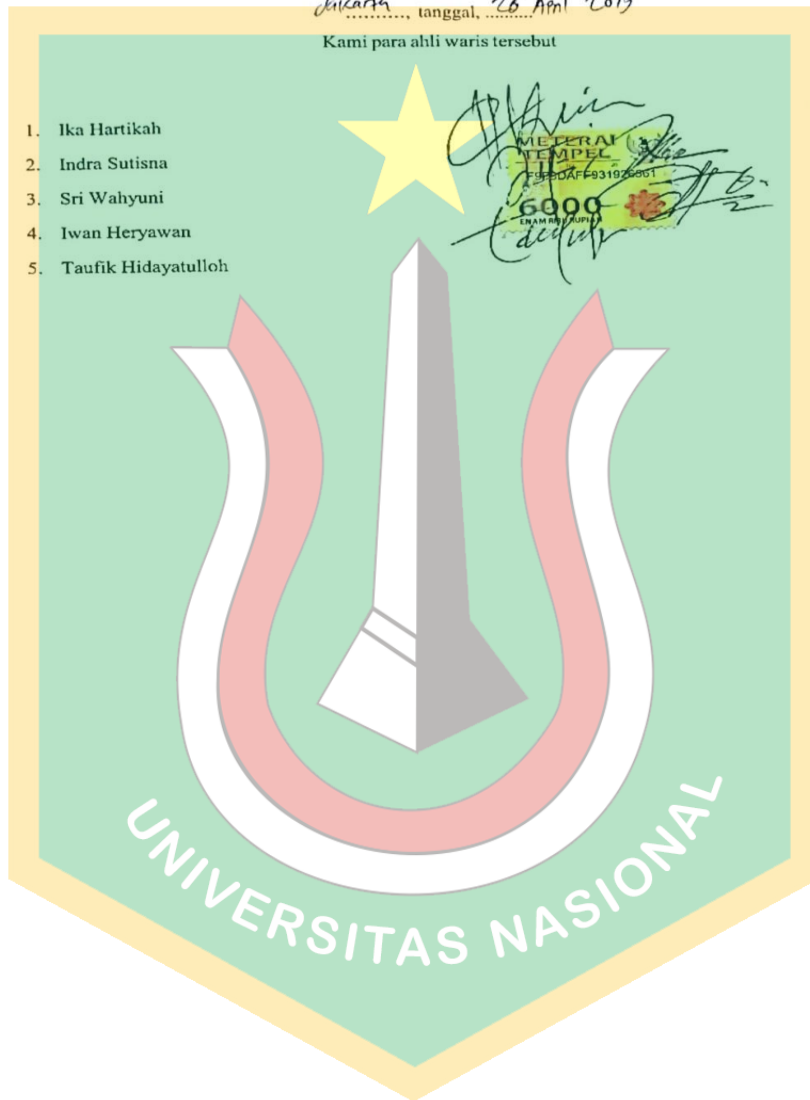 Jakarta, tanggal, 26 April 2019
Kami para ahli waris tersebut
1. Ika Hartikah
2. Indra Sutisna
3. Sri Wahyuni
4. Iwan Heryawan
5. Taufik Hidayatulloh
METERAI
TEMPEL
6000
ENAM RIBU RUPIAH
UNIVERSITAS NASIONAL